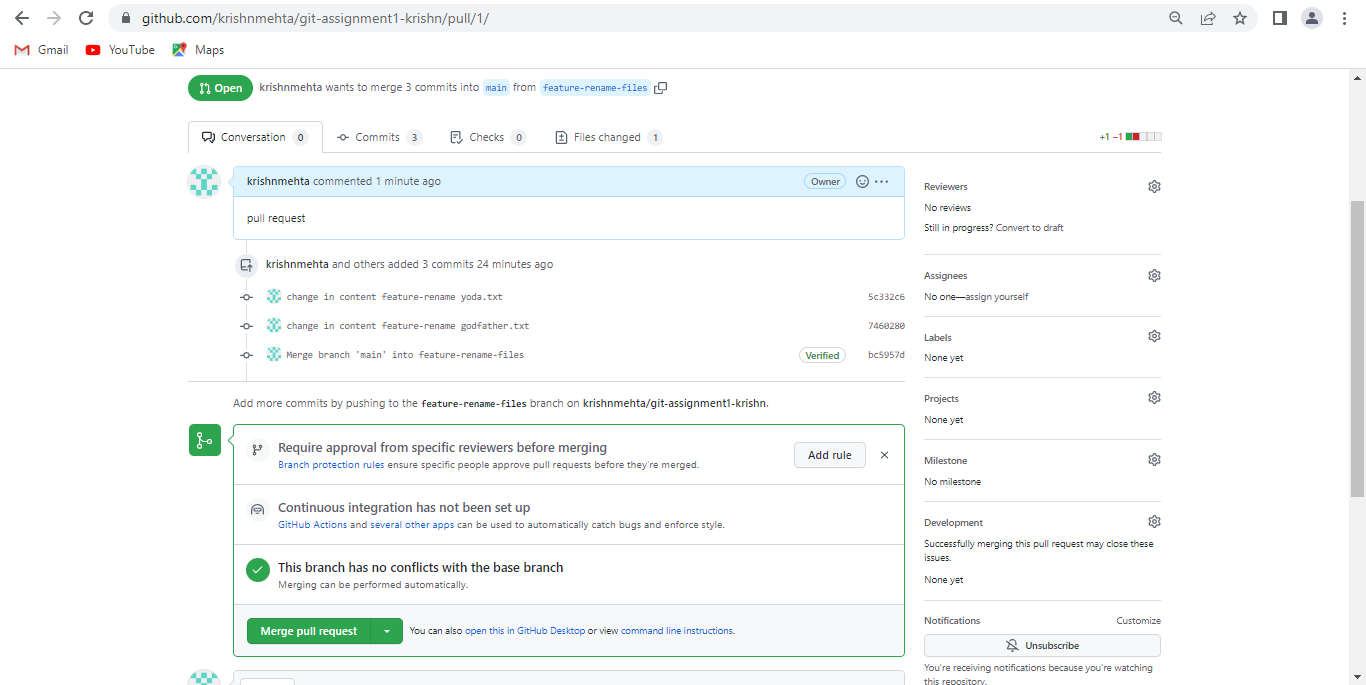 github.com/krishnmehta/git-assignment1-krishn/pull/1/
Gmail YouTube Maps
Open krishnmehta wants to merge 3 commits into main from feature-rename-files
Conversation 0 Commits 3 Checks 0 Files changed 1 +1 −1
krishnmehta commented 1 minute ago Owner
pull request
krishnmehta and others added 3 commits 24 minutes ago
change in content feature-rename yoda.txt 5c332c6
change in content feature-rename godfather.txt 7460280
Merge branch 'main' into feature-rename-files Verified bc5957d
Add more commits by pushing to the feature-rename-files branch on krishnmehta/git-assignment1-krishn.
Require approval from specific reviewers before merging
Branch protection rules ensure specific people approve pull requests before they're merged.
Add rule
Continuous integration has not been set up
GitHub Actions and several other apps can be used to automatically catch bugs and enforce style.
This branch has no conflicts with the base branch
Merging can be performed automatically.
Merge pull request You can also open this in GitHub Desktop or view command line instructions.
Reviewers
No reviews
Still in progress? Convert to draft
Assignees
No one—assign yourself
Labels
None yet
Projects
None yet
Milestone
No milestone
Development
Successfully merging this pull request may close these
issues.
None yet
Notifications Customize
Unsubscribe
You're receiving notifications because you're watching
this repository.